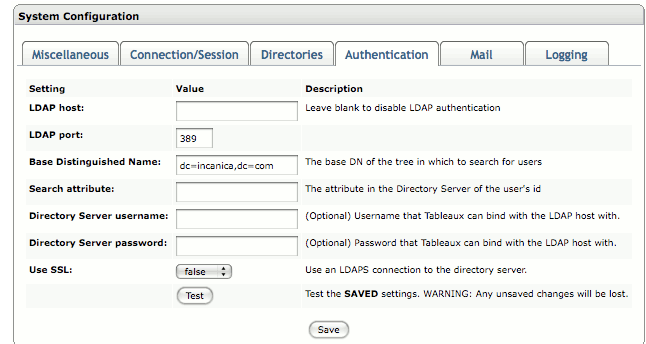 System Configuration
Miscellaneous Connection/Session Directories Authentication Mail Logging
Setting Value Description
LDAP host: Leave blank to disable LDAP authentication
LDAP port: 389
Base Distinguished Name: dc=incanica,dc=com The base DN of the tree in which to search for users
Search attribute: The attribute in the Directory Server of the user's id
Directory Server username: (Optional) Username that Tableaux can bind with the LDAP host with.
Directory Server password: (Optional) Password that Tableaux can bind with the LDAP host with.
Use SSL: false Use an LDAPS connection to the directory server.
Test Test the SAVED settings. WARNING: Any unsaved changes will be lost.
Save